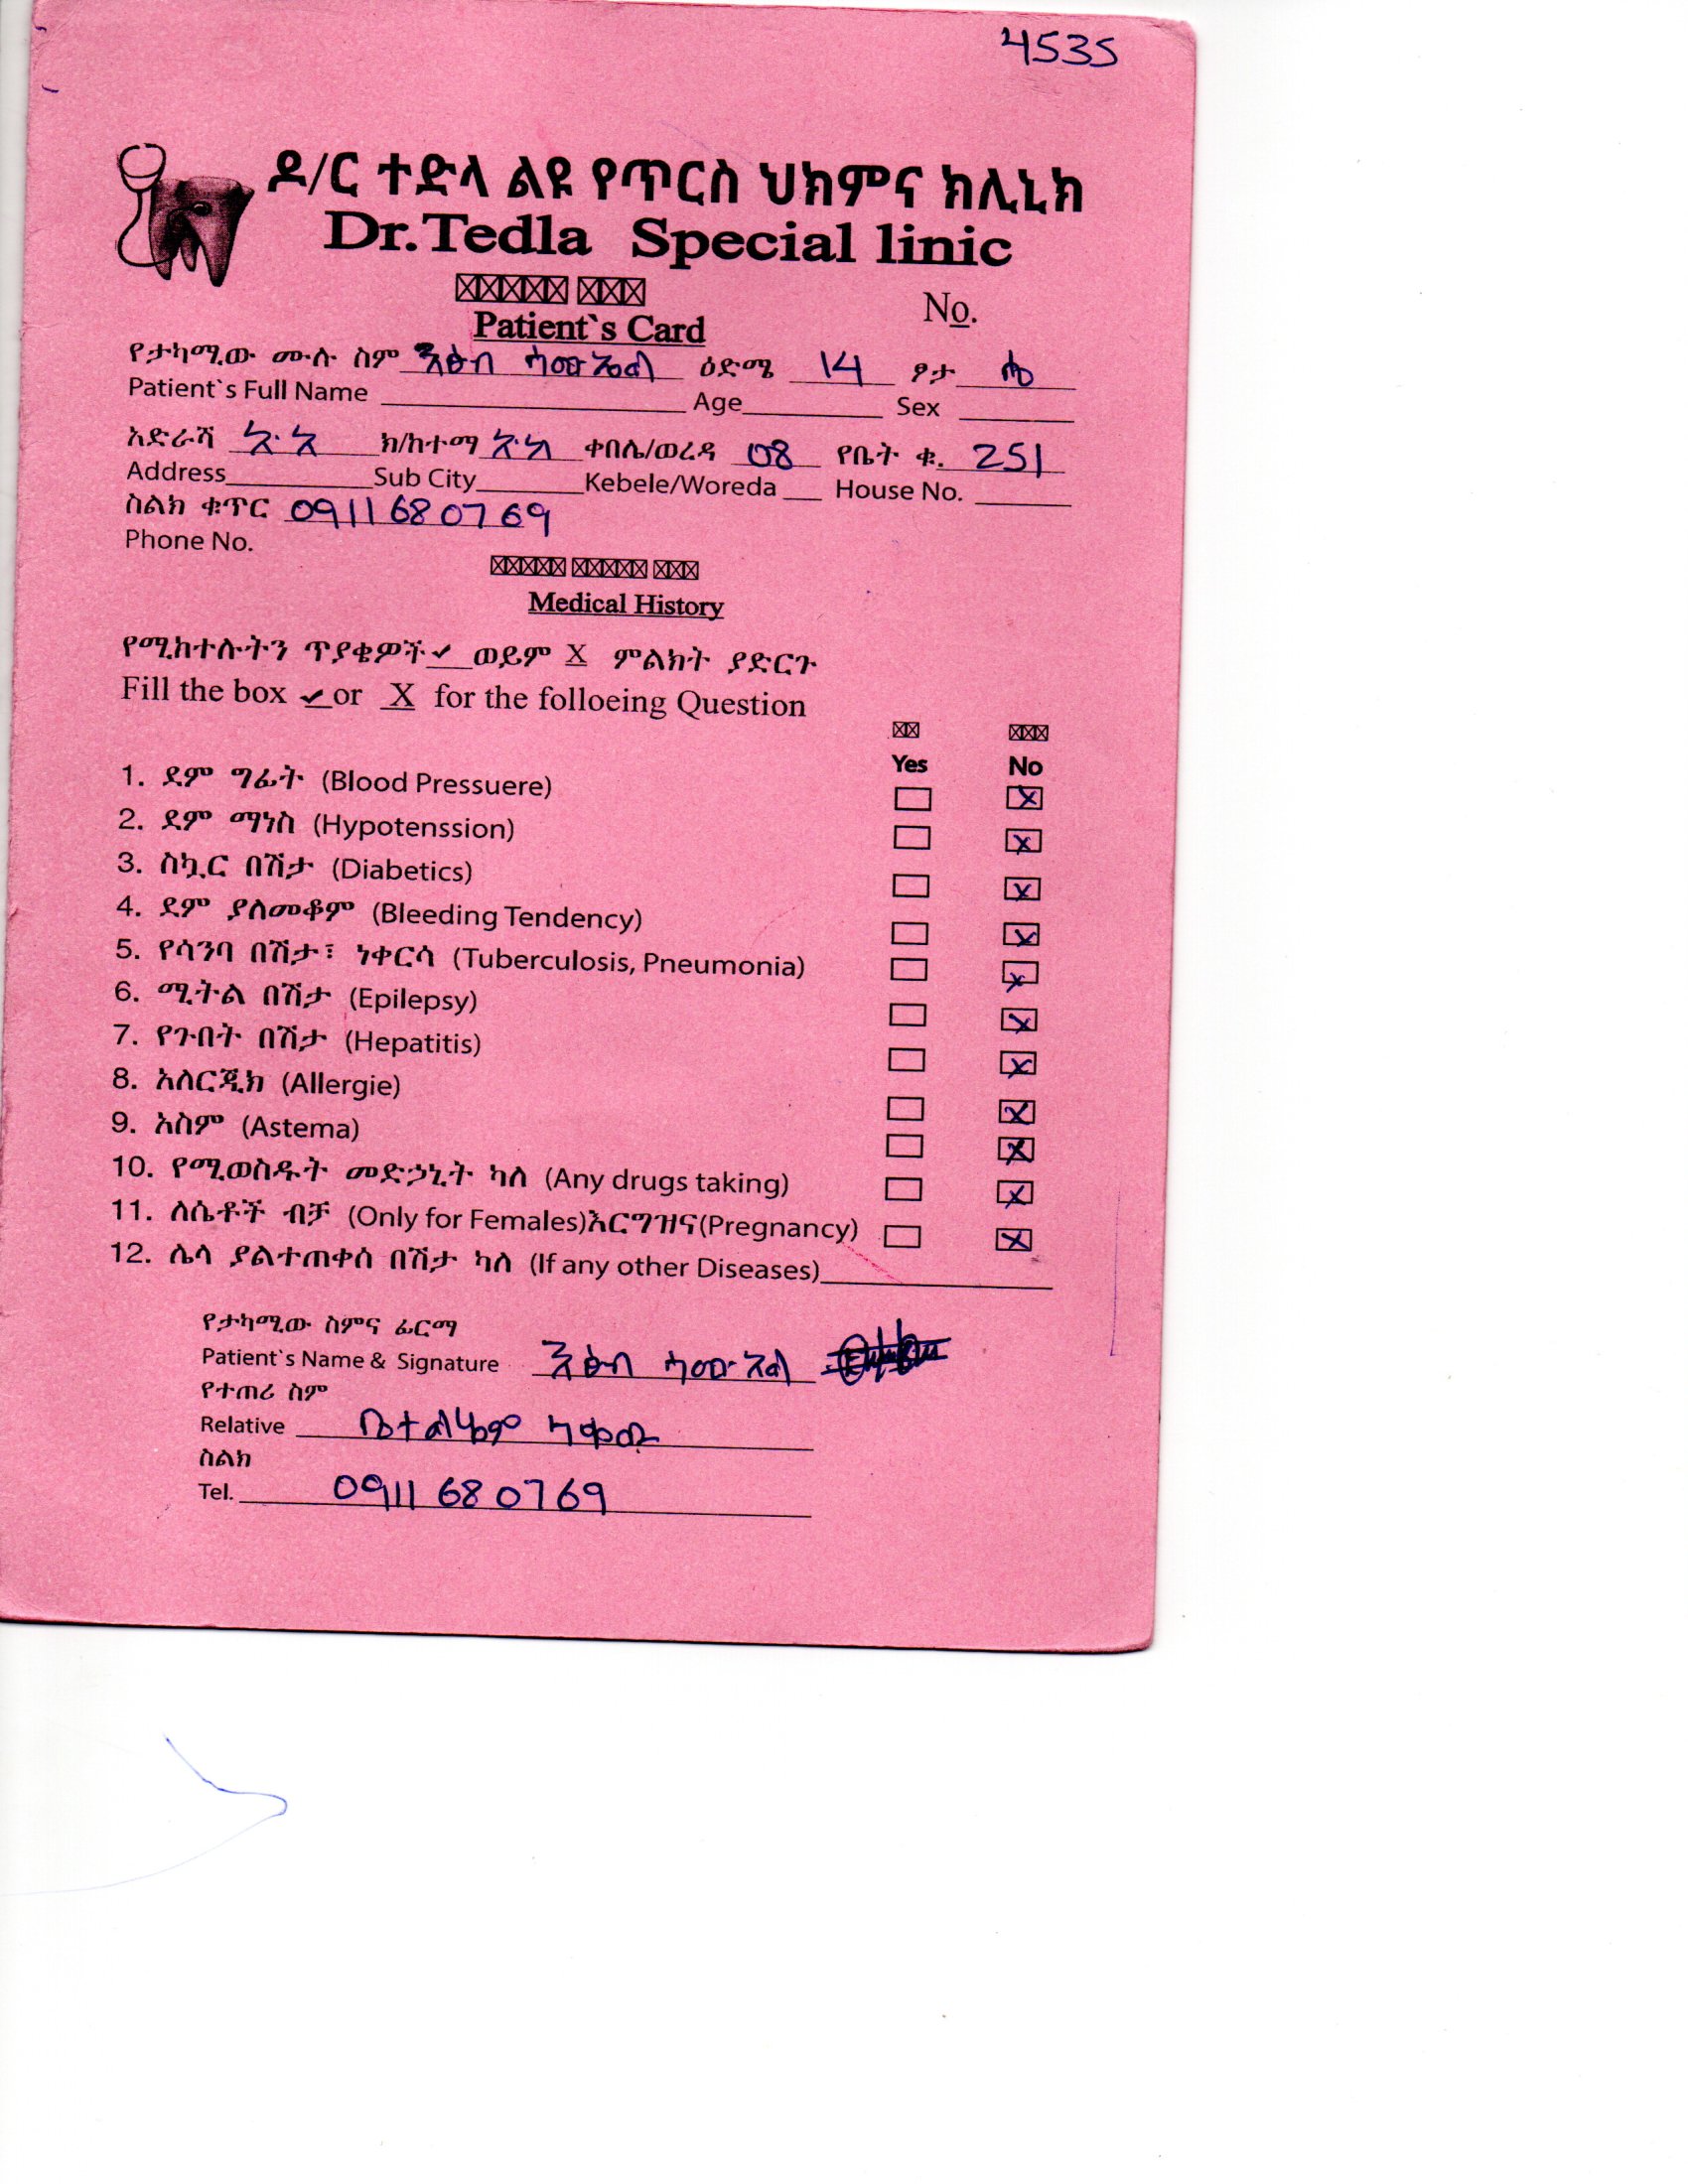 4535
ዶ/ር ተድላ ልዩ የጥርስ ህክምና ክሊኒክ
Dr.Tedla Special linic
No.
Patient`s Card
የታካሚው ሙሉ ስም ሳሙኤል ዕድሜ 14 ፆታ ሴ
Patient`s Full Name Age Sex
አድራሻ አ.አ ክ/ከተማ ቀበሌ/ወረዳ 08 የቤት ቁ. 251
Address Sub City Kebele/Woreda House No.
ስልክ ቁጥር 0911680769
Phone No.
Medical History
የሚከተሉትን ጥያቄዎች ✓ ወይም X ምልክት ያድርጉ
Fill the box ✓ or X for the folloeing Question
Yes No
1. ደም ግፊት (Blood Pressuere) X
2. ደም ማነስ (Hypotenssion) X
3. ስኳር በሽታ (Diabetics) X
4. ደም ያለመቆም (Bleeding Tendency) X
5. የሳንባ በሽታ፣ ነቀርሳ (Tuberculosis, Pneumonia) X
6. ሚትል በሽታ (Epilepsy) X
7. የጉበት በሽታ (Hepatitis) X
8. አለርጂክ (Allergie) X
9. አስም (Astema) X
10. የሚወስዱት መድኃኒት ካለ (Any drugs taking) X
11. ለሴቶች ብቻ (Only for Females)እርግዝና(Pregnancy) X
12. ሌላ ያልተጠቀሰ በሽታ ካለ (If any other Diseases)
የታካሚው ስምና ፊርማ
Patient`s Name & Signature ሳሙኤል
የተጠሪ ስም
Relative ቤተልሄም
ስልክ
Tel. 0911680769